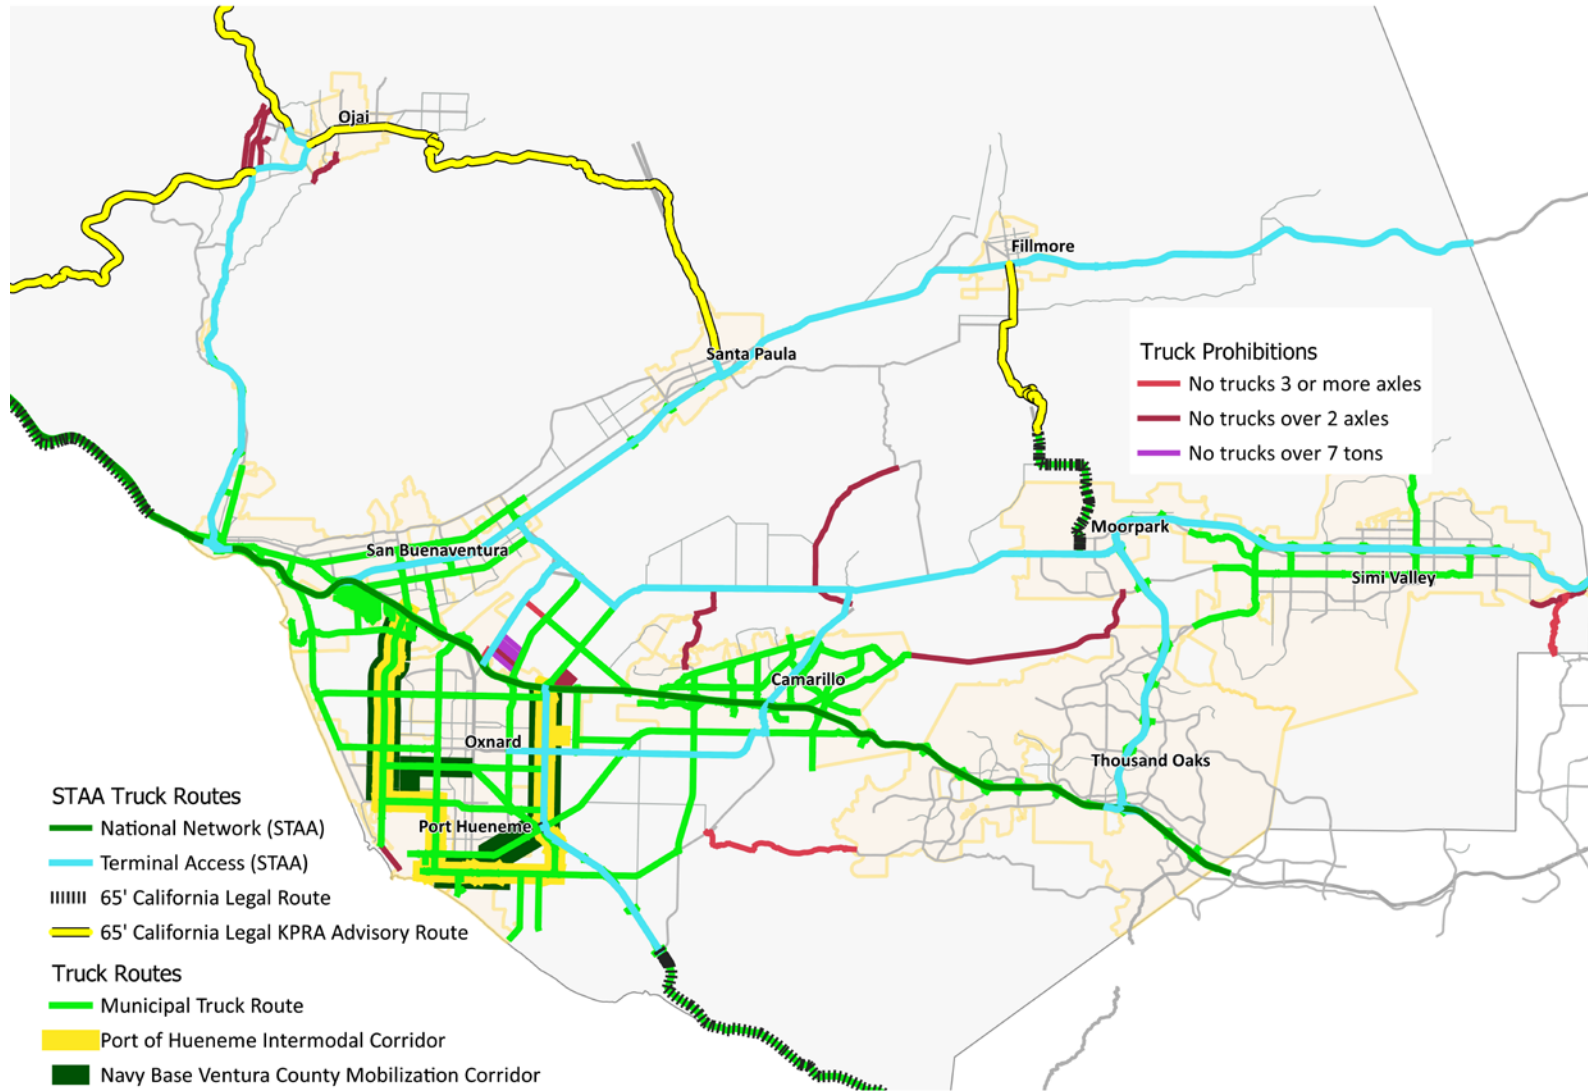 Ojai
Fillmore
Santa Paula
Truck Prohibitions
No trucks 3 or more axles
No trucks over 2 axles
No trucks over 7 tons
Moorpark
San Buenaventura
Simi Valley
Camarillo
Oxnard
Thousand Oaks
Port Hueneme
STAA Truck Routes
National Network (STAA)
Terminal Access (STAA)
65' California Legal Route
65' California Legal KPRA Advisory Route
Truck Routes
Municipal Truck Route
Port of Hueneme Intermodal Corridor
Navy Base Ventura County Mobilization Corridor